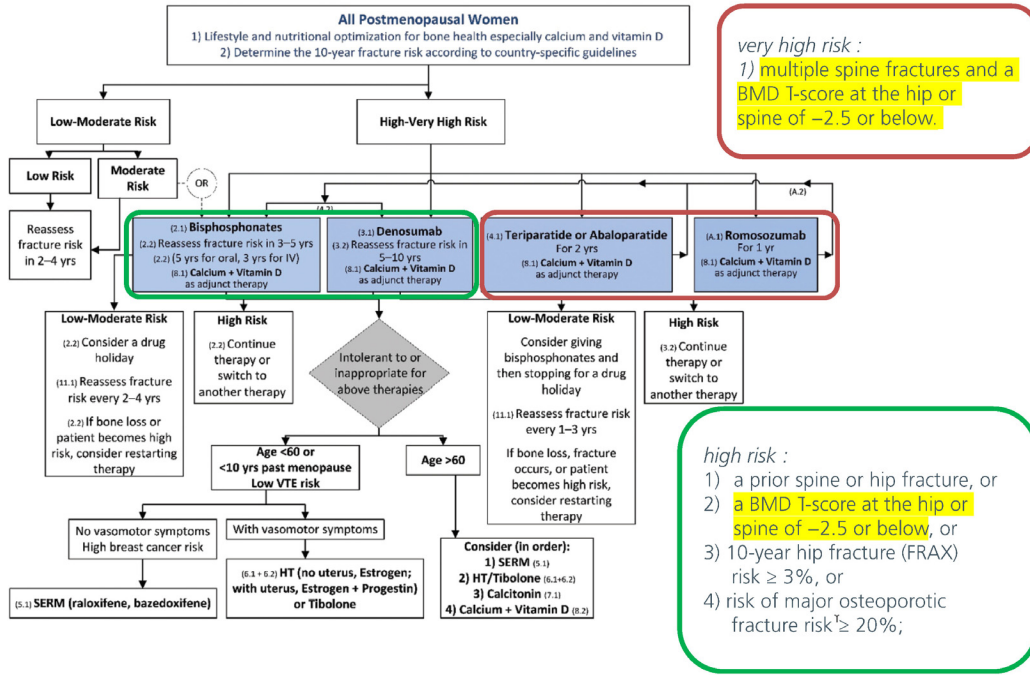 All Postmenopausal Women
1) Lifestyle and nutritional optimization for bone health especially calcium and vitamin D
2) Determine the 10-year fracture risk according to country-specific guidelines
very high risk :
1) multiple spine fractures and a
BMD T-score at the hip or
spine of −2.5 or below.
Low-Moderate Risk
High-Very High Risk
Low Risk
Moderate
Risk
OR
(4.2)
(A.2)
Reassess
fracture risk
in 2–4 yrs
(2.1) Bisphosphonates
(2.2) Reassess fracture risk in 3–5 yrs
(2.2) (5 yrs for oral, 3 yrs for IV)
(8.1) Calcium + Vitamin D
as adjunct therapy
(3.1) Denosumab
(3.2) Reassess fracture risk in
5–10 yrs
(8.1) Calcium + Vitamin D
as adjunct therapy
(4.1) Teriparatide or Abaloparatide
For 2 yrs
(8.1) Calcium + Vitamin D
as adjunct therapy
(A.1) Romosozumab
For 1 yr
(8.1) Calcium + Vitamin D
as adjunct therapy
Low-Moderate Risk
(2.2) Consider a drug
holiday
(11.1) Reassess fracture
risk every 2–4 yrs
(2.2) If bone loss or
patient becomes high
risk, consider restarting
therapy
High Risk
(2.2) Continue
therapy or
switch to
another therapy
Intolerant to or
inappropriate for
above therapies
Low-Moderate Risk
Consider giving
bisphosphonates and
then stopping for a drug
holiday
(11.1) Reassess fracture risk
every 1–3 yrs
If bone loss, fracture
occurs, or patient
becomes high risk,
consider restarting
therapy
High Risk
(3.2) Continue
therapy or
switch to
another therapy
Age <60 or
<10 yrs past menopause
Low VTE risk
Age >60
No vasomotor symptoms
High breast cancer risk
With vasomotor symptoms
(5.1) SERM (raloxifene, bazedoxifene)
(6.1 + 6.2) HT (no uterus, Estrogen;
with uterus, Estrogen + Progestin)
or Tibolone
Consider (in order):
1) SERM (5.1)
2) HT/Tibolone (6.1+6.2)
3) Calcitonin (7.1)
4) Calcium + Vitamin D (8.2)
high risk :
1) a prior spine or hip fracture, or
2) a BMD T-score at the hip or
spine of −2.5 or below, or
3) 10-year hip fracture (FRAX)
risk ≥ 3%, or
4) risk of major osteoporotic
fracture risk ≥ 20%;